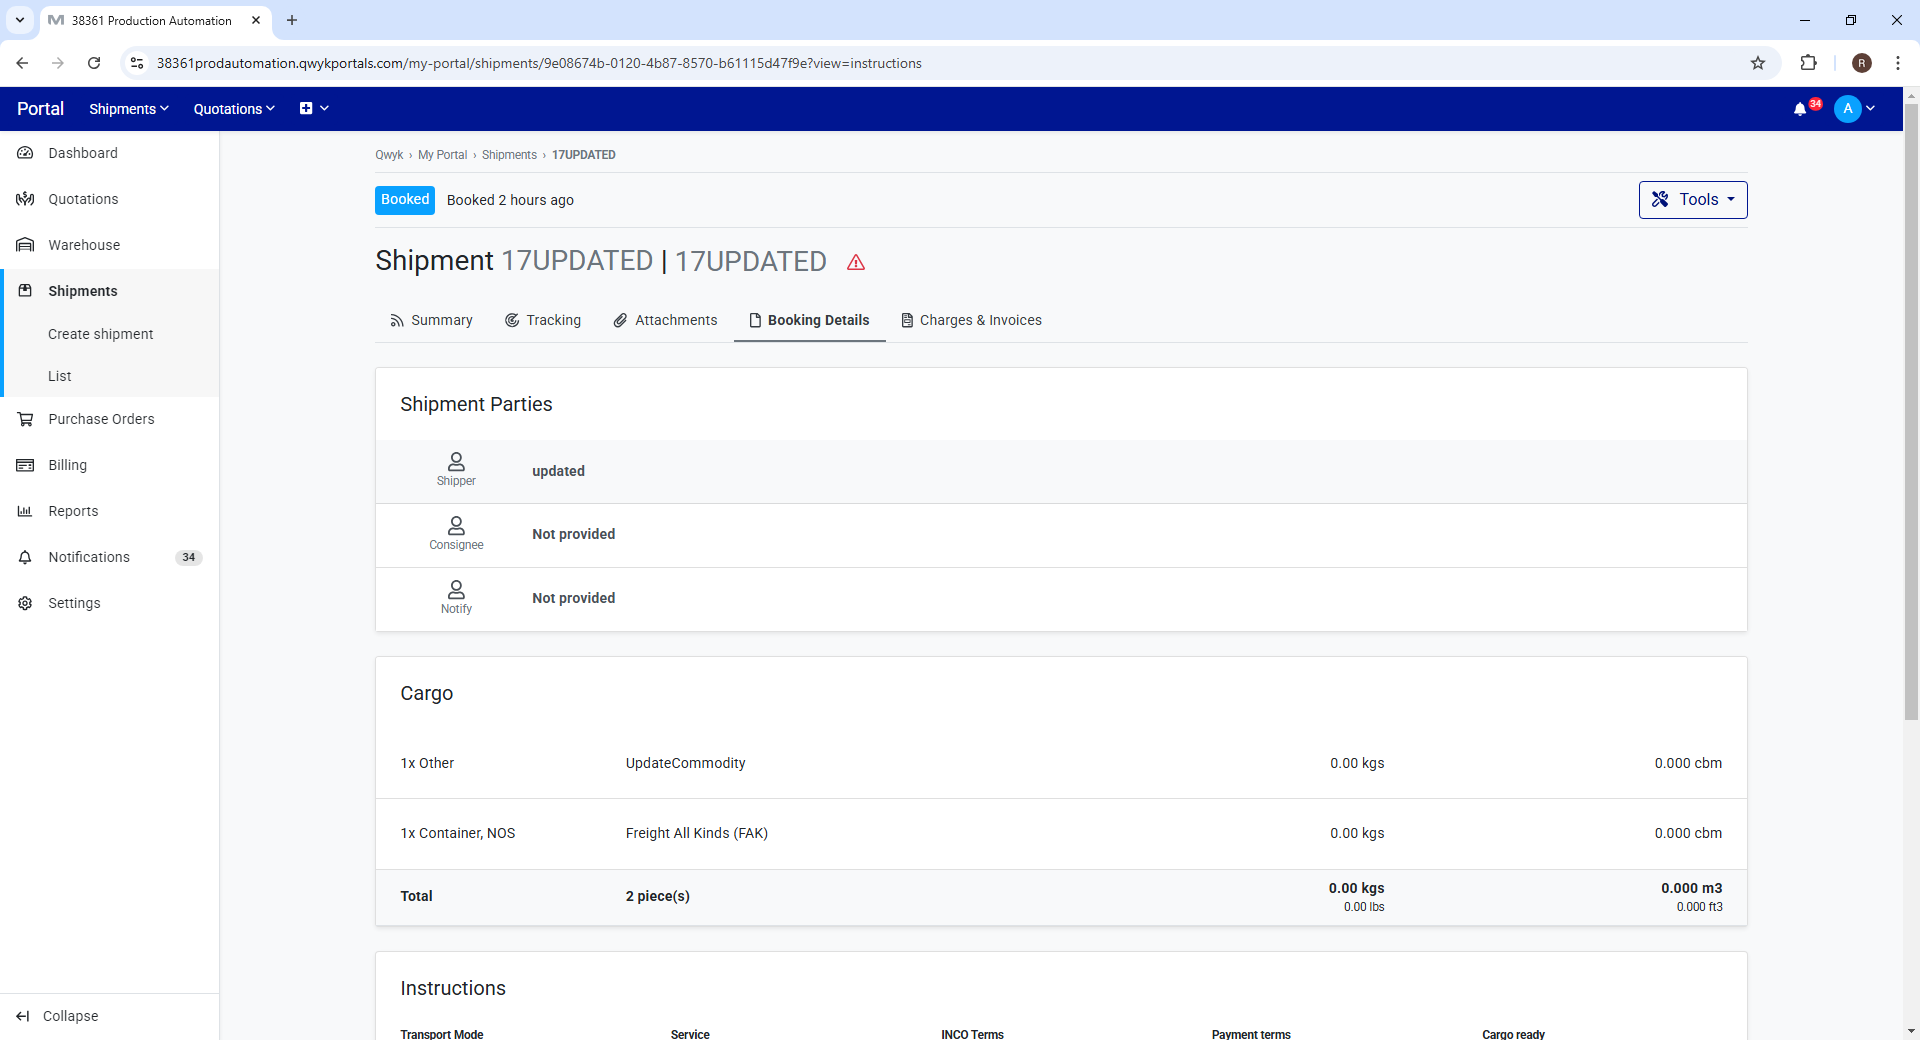 38361 Production Automation
38361prodautomation.qwykportals.com/my-portal/shipments/9e08674b-0120-4b87-8570-b61115d47f9e?view=instructions
R
Portal
Shipments
Quotations
34
A
Dashboard
Quotations
Warehouse
Shipments
Create shipment
List
Purchase Orders
Billing
Reports
Notifications 34
Settings
Collapse
Qwyk › My Portal › Shipments › 17UPDATED
Booked Booked 2 hours ago
Tools
Shipment 17UPDATED | 17UPDATED
Summary Tracking Attachments Booking Details Charges & Invoices
Shipment Parties
Shipper updated
Consignee Not provided
Notify Not provided
Cargo
1x Other UpdateCommodity 0.00 kgs 0.000 cbm
1x Container, NOS Freight All Kinds (FAK) 0.00 kgs 0.000 cbm
Total 2 piece(s) 0.00 kgs 0.000 m3
0.00 lbs 0.000 ft3
Instructions
Transport Mode Service INCO Terms Payment terms Cargo ready